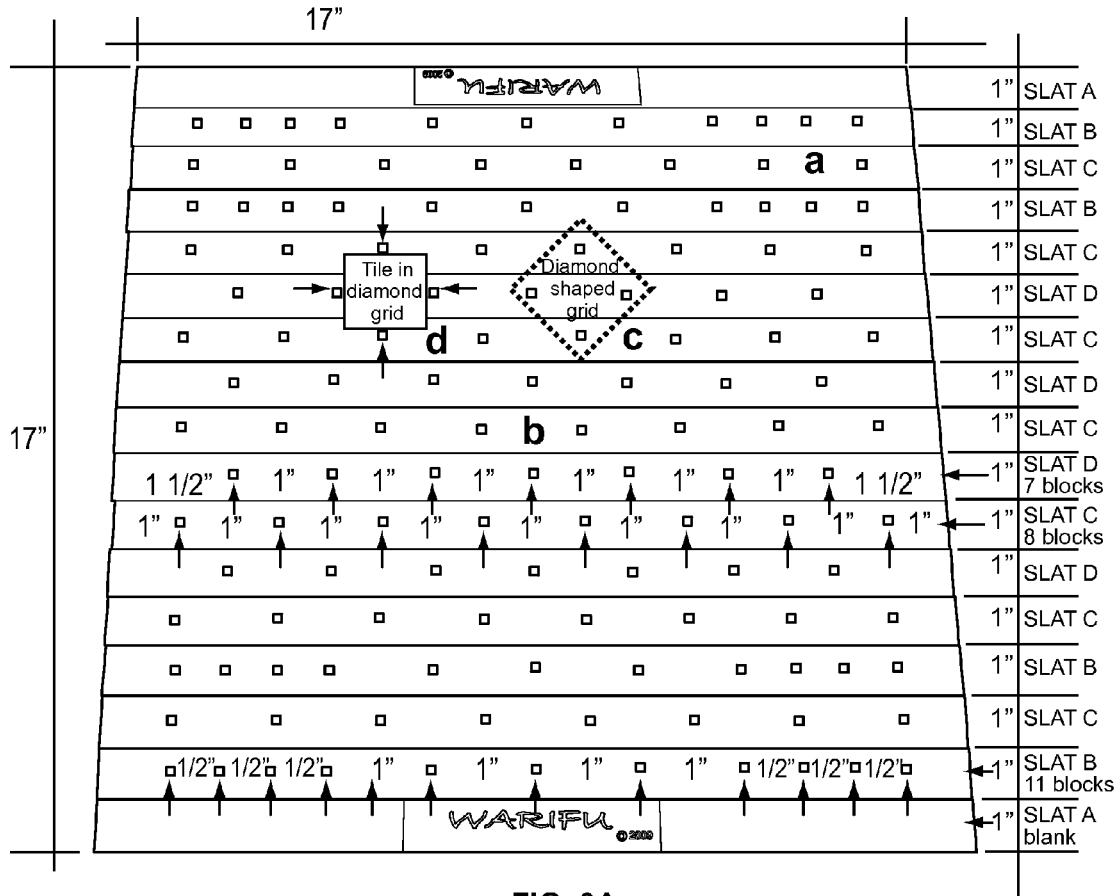 17”
WARIFU
© 2009
1” SLAT A
1” SLAT B
a
1” SLAT C
1” SLAT B
1” SLAT C
Tile in
diamond
grid
Diamond
shaped
grid
1” SLAT D
d
c
1” SLAT C
1” SLAT D
17”
b
1” SLAT C
1 1/2” 1” 1” 1” 1” 1” 1” 1 1/2”
1” SLAT D
7 blocks
1” 1” 1” 1” 1” 1” 1” 1” 1”
1” SLAT C
8 blocks
1” SLAT D
1” SLAT C
1” SLAT B
1” SLAT C
1/2” 1/2” 1/2” 1” 1” 1” 1” 1/2” 1/2” 1/2”
1” SLAT B
11 blocks
WARIFU
© 2009
1” SLAT A
blank